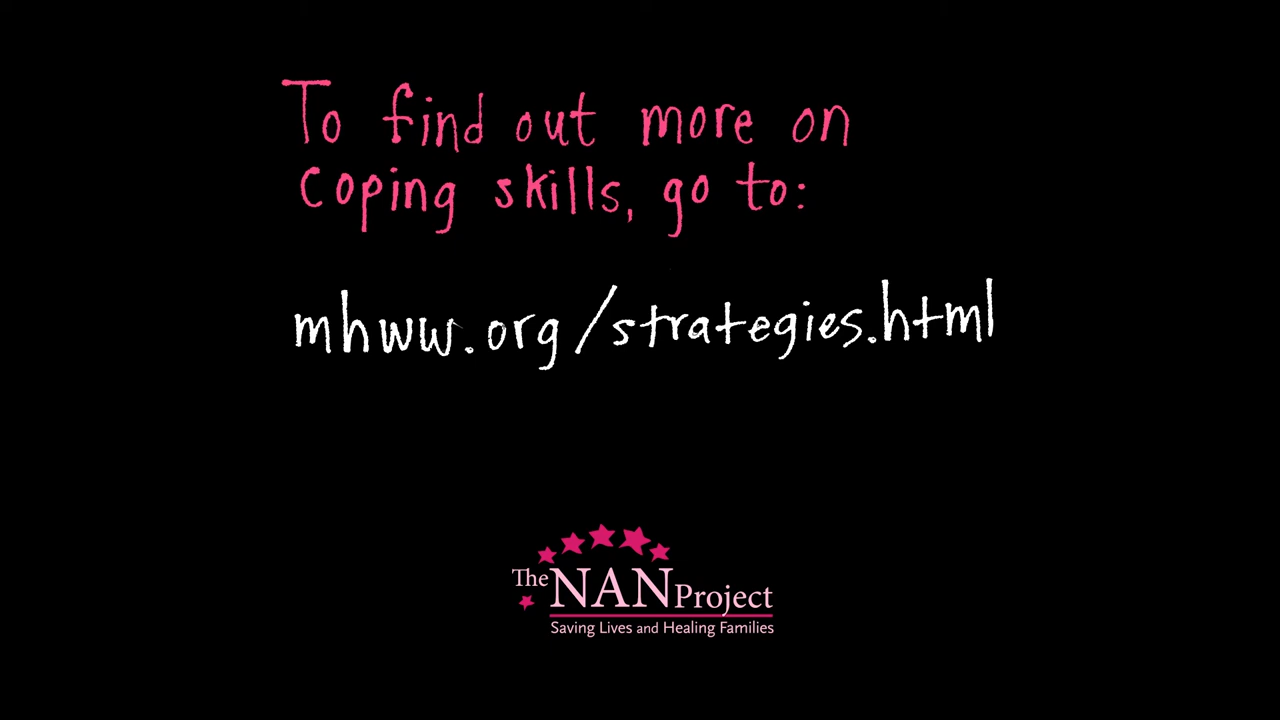 To find out more on
coping skills, go to:
mhww.org/strategies.html
The NAN Project
Saving Lives and Healing Families